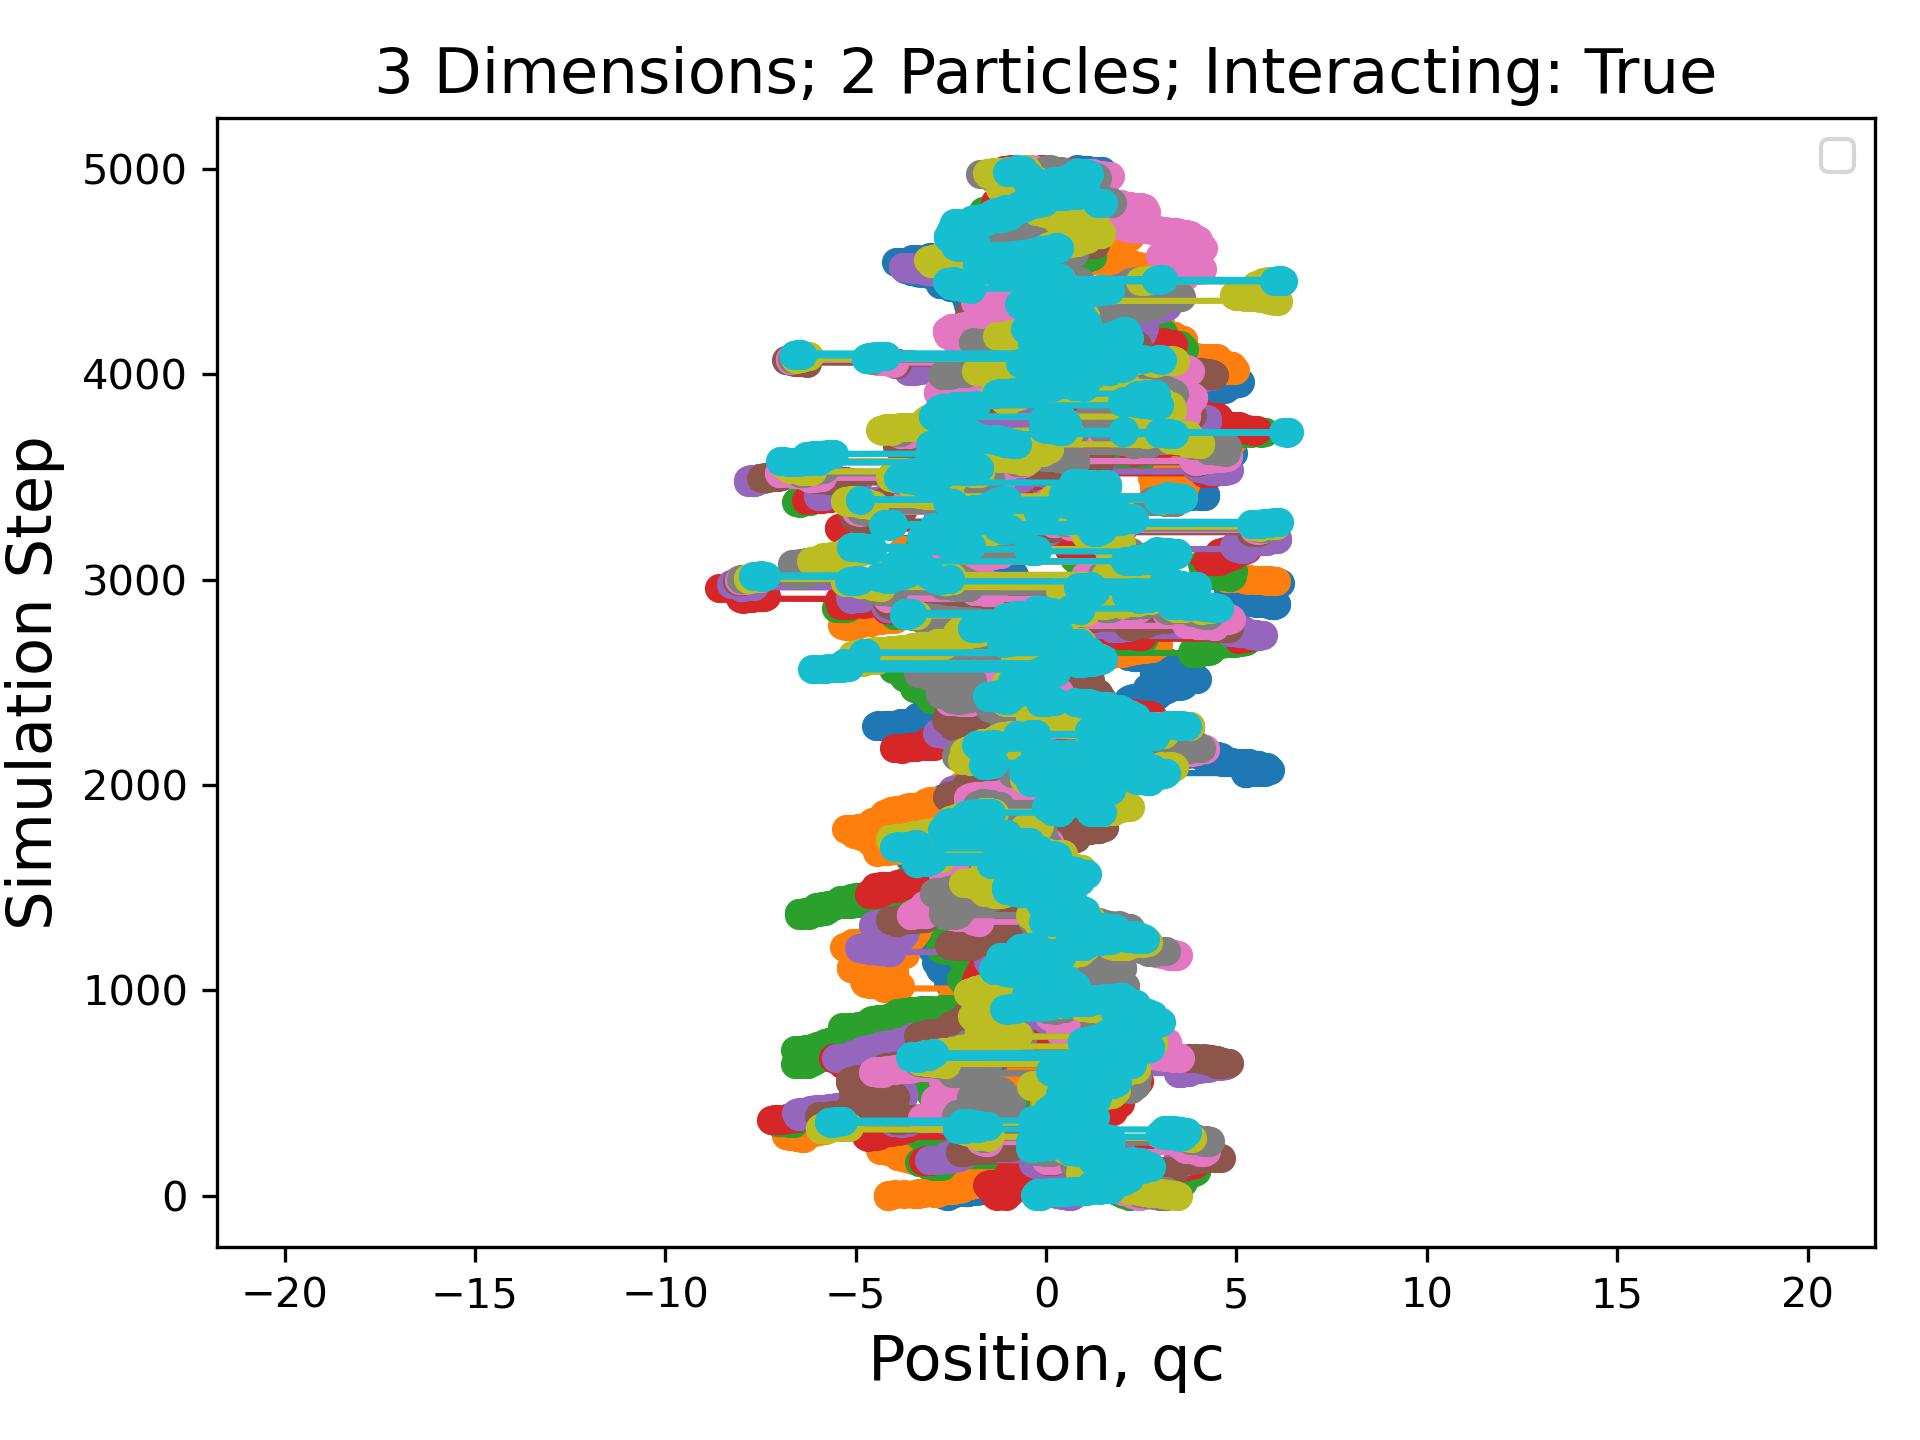 3 Dimensions; 2 Particles; Interacting: True
Simulation Step
5000
4000
3000
2000
1000
0
−20 −15 −10 −5 0 5 10 15 20
Position, qc